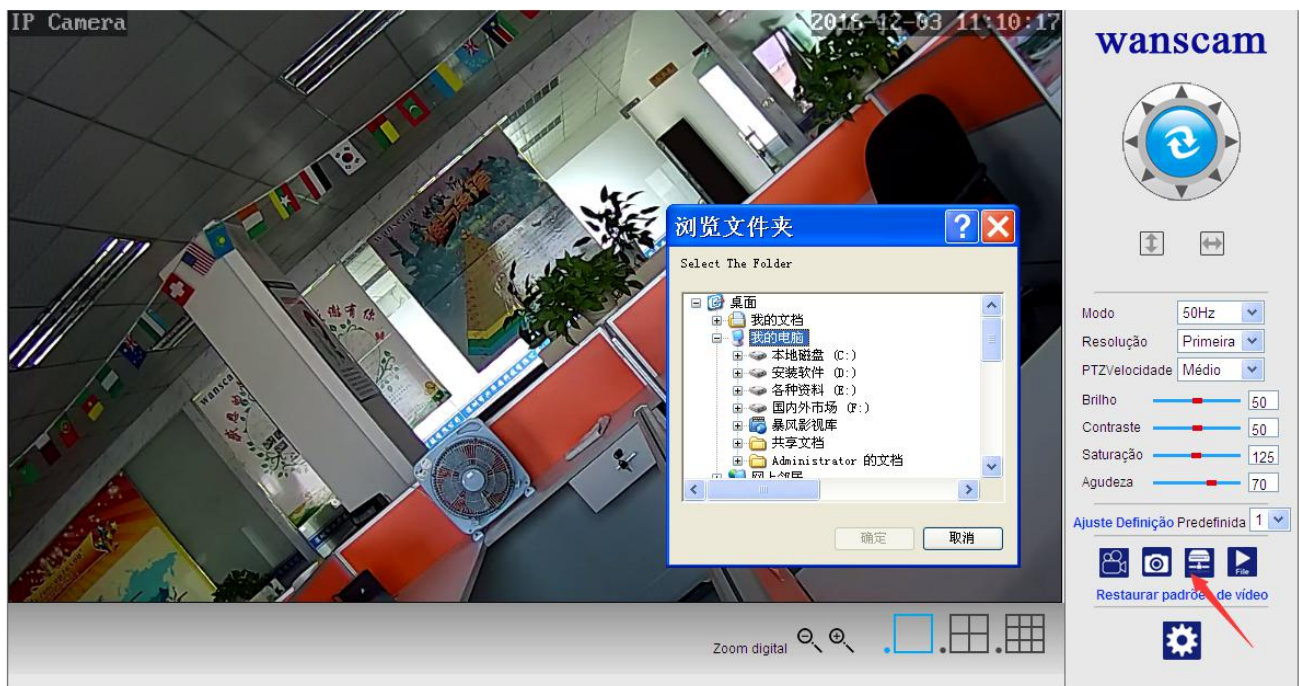 IP Camera
2016-12-03 11:10:17
wanscam
浏览文件夹
Select The Folder
桌面
我的文档
我的电脑
本地磁盘 (C:)
安装软件 (D:)
各种资料 (E:)
国内外市场 (F:)
暴风影视库
共享文档
Administrator 的文档
网上邻居
确定
取消
Modo 50Hz
Resolução Primeira
PTZVelocidade Médio
Brilho 50
Contraste 50
Saturação 125
Agudeza 70
Ajuste Definição Predefinida 1
File
Restaurar padrões de vídeo
Zoom digital